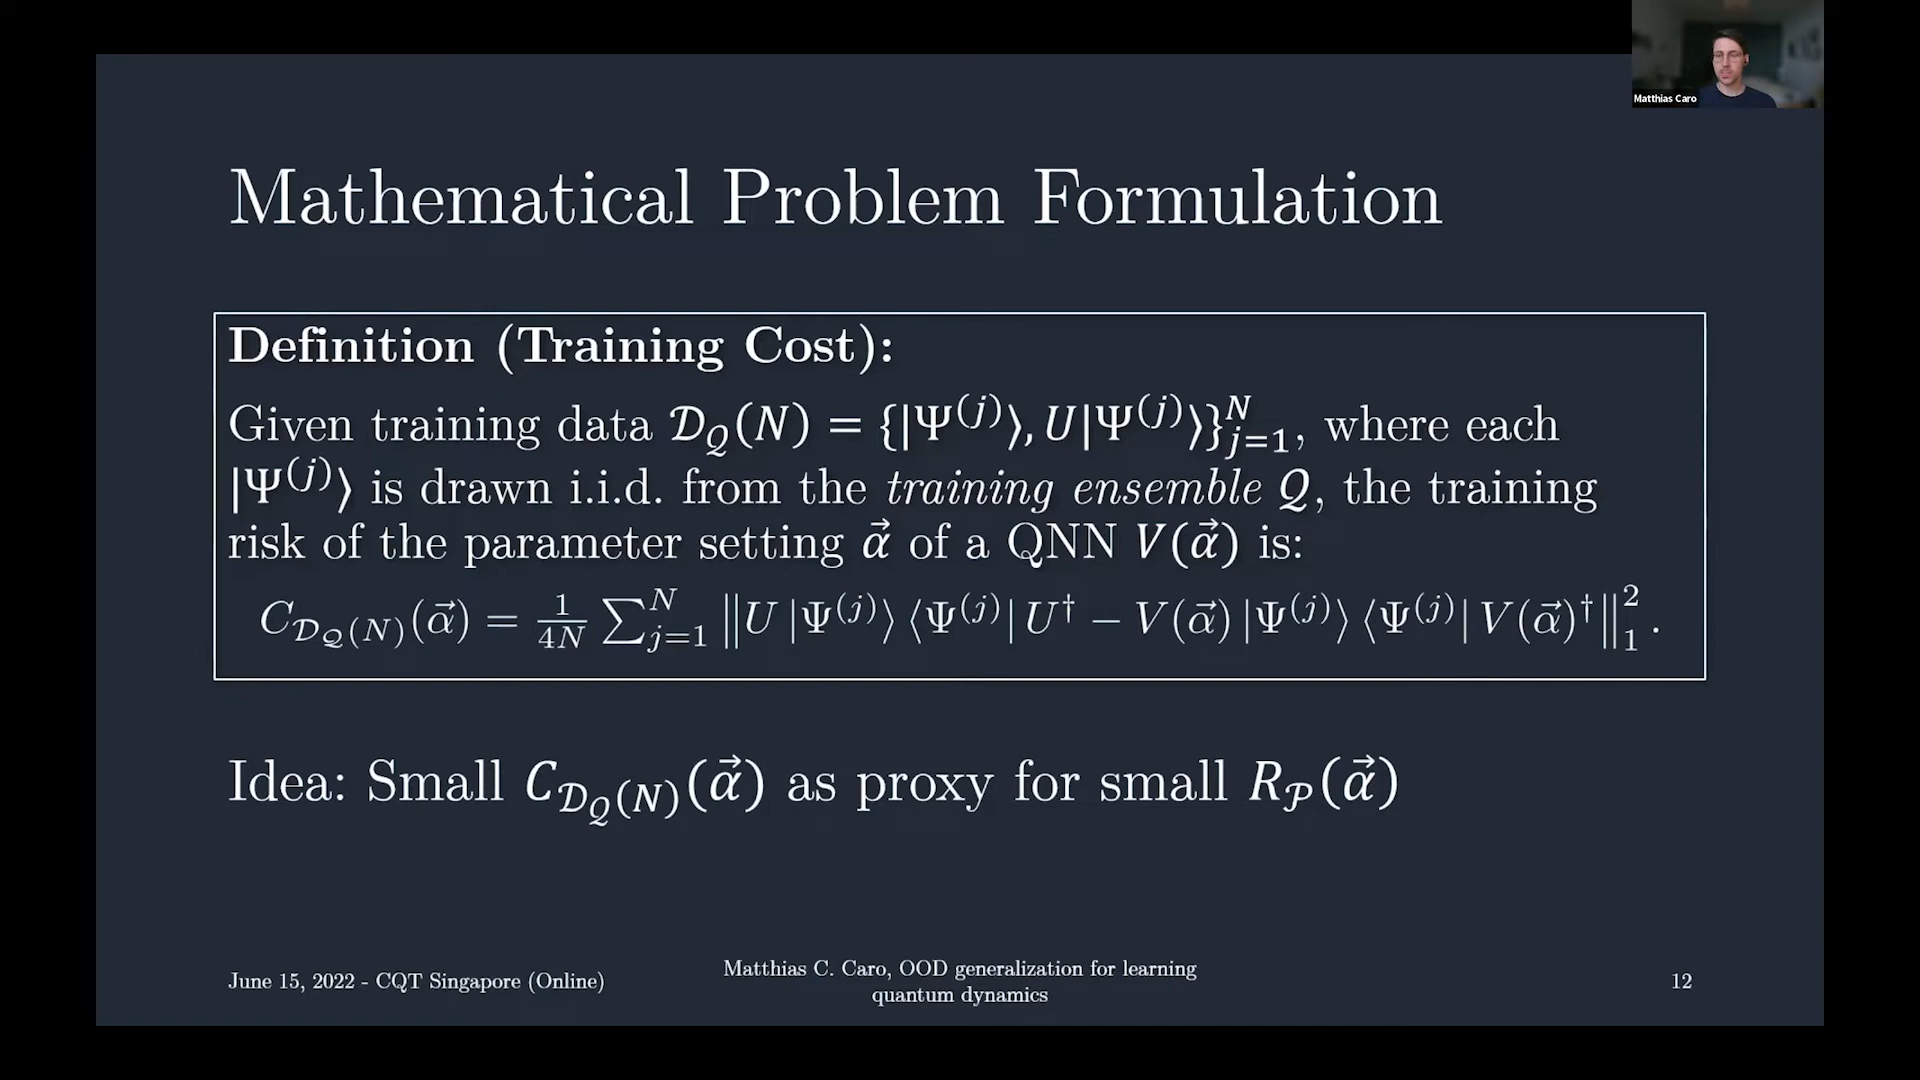 Matthias Caro
Mathematical Problem Formulation
Definition (Training Cost):
Given training data 𝒟_𝒬(N) = {|Ψ^(j)⟩, U|Ψ^(j)⟩}_{j=1}^N, where each
|Ψ^(j)⟩ is drawn i.i.d. from the training ensemble 𝒬, the training
risk of the parameter setting α⃗ of a QNN V(α⃗) is:
C_{𝒟_𝒬(N)}(α⃗) = 1/4N ∑_{j=1}^N ‖U |Ψ^(j)⟩ ⟨Ψ^(j)| U† − V(α⃗) |Ψ^(j)⟩ ⟨Ψ^(j)| V(α⃗)†‖_1^2 .
Idea: Small C_{𝒟_𝒬(N)}(α⃗) as proxy for small R_𝒫(α⃗)
June 15, 2022 - CQT Singapore (Online)
Matthias C. Caro, OOD generalization for learning
quantum dynamics
12